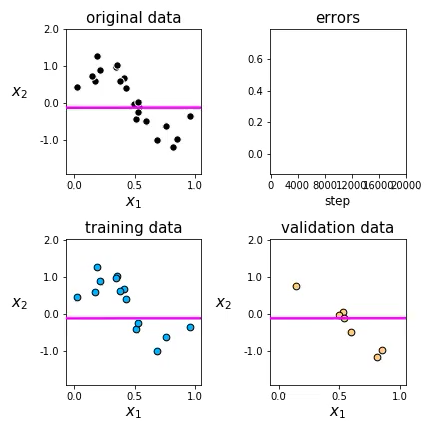 original data
errors
2.0
1.0
0.0
-1.0
x2
0.0
0.5
1.0
x1
0.6
0.4
0.2
0.0
0
4000
8000
12000
16000
20000
step
training data
validation data
2.0
1.0
0.0
-1.0
x2
0.0
0.5
1.0
x1
2.0
1.0
0.0
-1.0
x2
0.0
0.5
1.0
x1